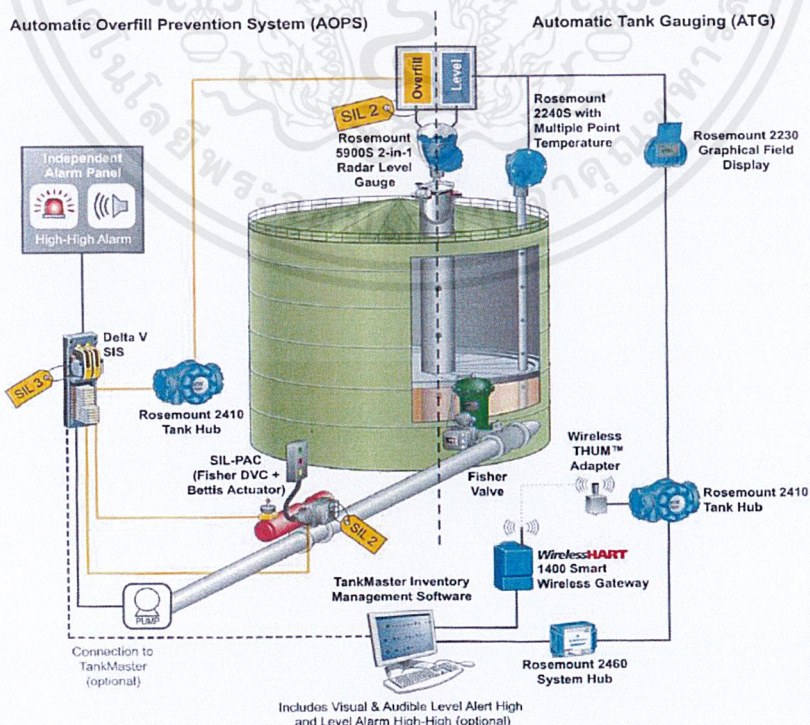 Automatic Overfill Prevention System (AOPS)
Automatic Tank Gauging (ATG)
Overfill
Level
SIL 2
Rosemount
5900S 2-in-1
Radar Level
Gauge
Rosemount
2240S with
Multiple Point
Temperature
Rosemount 2230
Graphical Field
Display
Independent
Alarm Panel
High-High Alarm
Delta V
SIS
SIL 3
Rosemount 2410
Tank Hub
SIL-PAC
(Fisher DVC +
Bettis Actuator)
SIL 2
Fisher
Valve
Wireless
THUM™
Adapter
Rosemount 2410
Tank Hub
WirelessHART
1400 Smart
Wireless Gateway
PUMP
TankMaster Inventory
Management Software
Connection to
TankMaster
(optional)
Rosemount 2460
System Hub
Includes Visual & Audible Level Alert High
and Level Alarm High-High (optional)